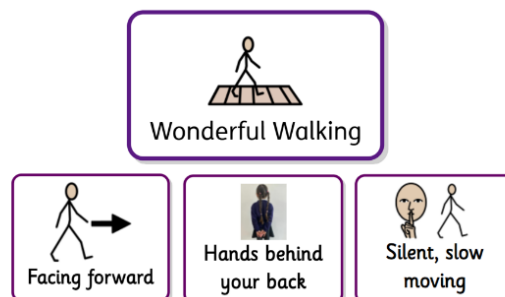 Wonderful Walking
Facing forward
Hands behind
your back
Silent, slow
moving